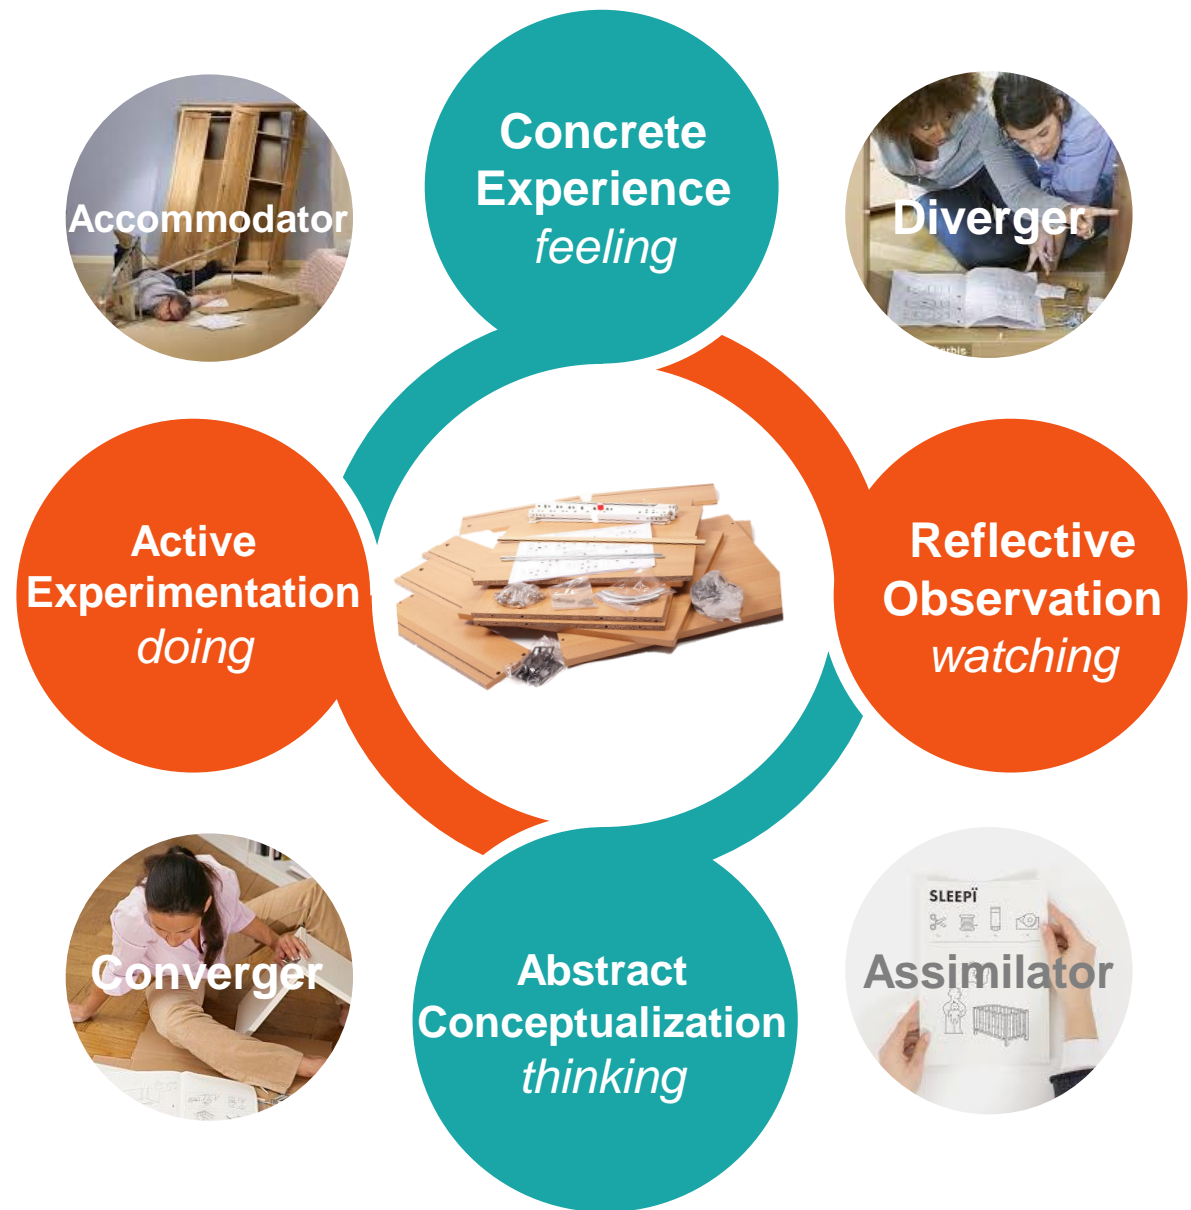 Concrete
Experience
feeling
Accommodator
Diverger
Active
Experimentation
doing
Reflective
Observation
watching
SLEEPÏ
Converger
Assimilator
Abstract
Conceptualization
thinking